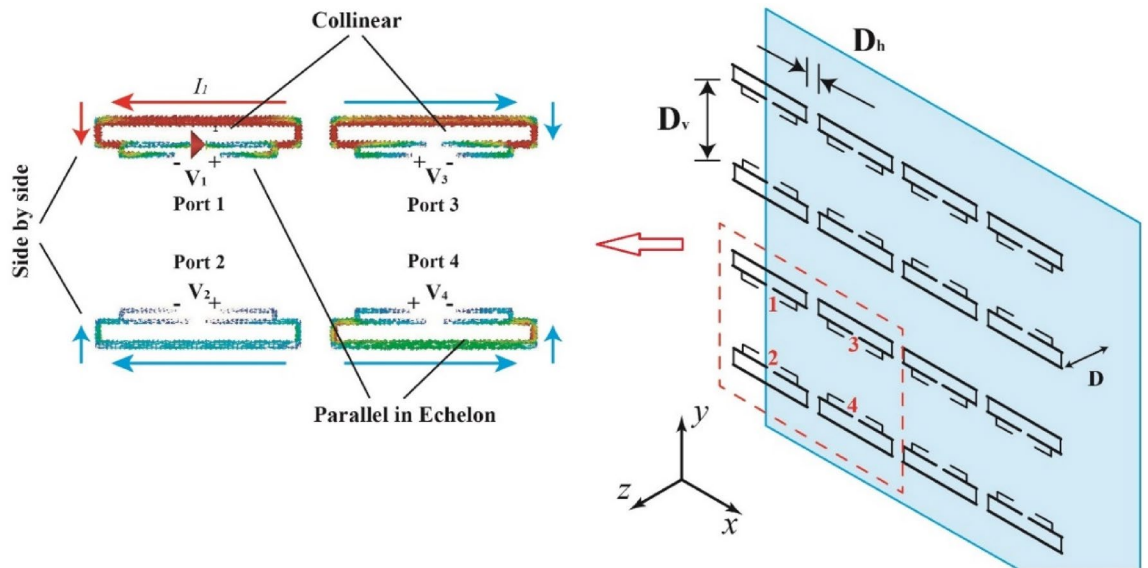 Collinear
I₁
+
- V₁ +
Port 1
+ V₃ -
Port 3
Side by side
Port 2
- V₂ +
Port 4
+ V₄ -
Parallel in Echelon
Dₕ
Dᵥ
1
3
2
4
D
y
z
x